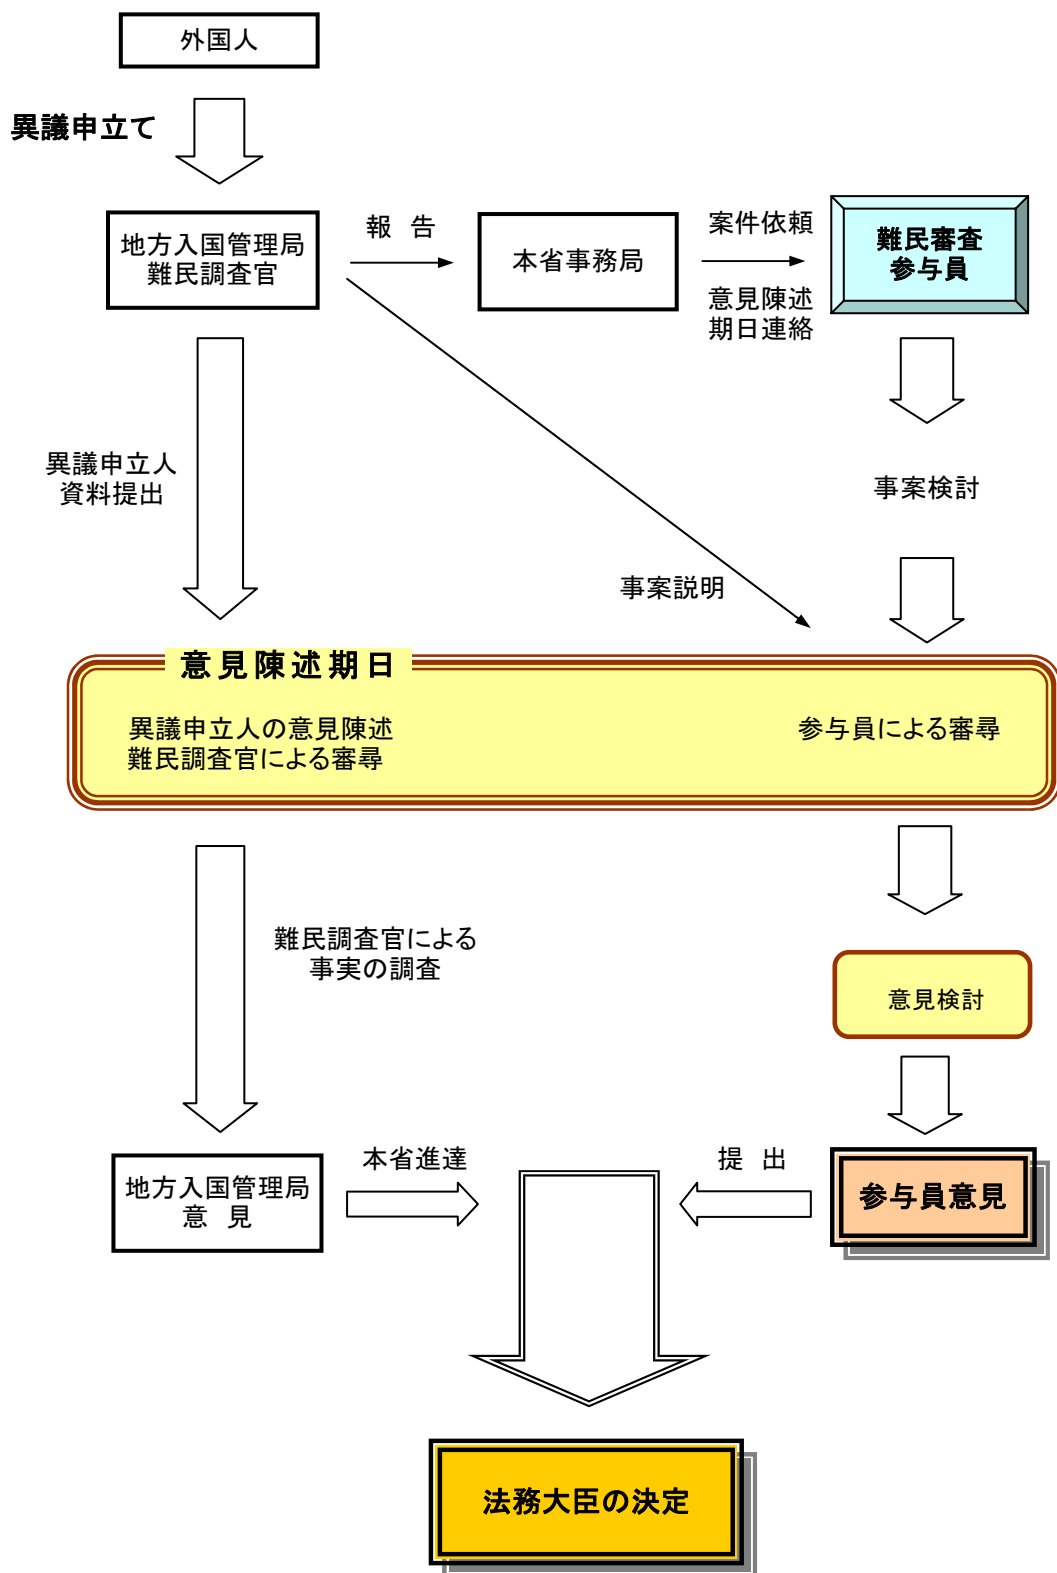 外国人
異議申立て
地方入国管理局
難民調査官
報 告
本省事務局
案件依頼
意見陳述
期日連絡
難民審査
参与員
異議申立人
資料提出
事案検討
事案説明
意見陳述期日
異議申立人の意見陳述
難民調査官による審尋
参与員による審尋
難民調査官による
事実の調査
意見検討
地方入国管理局
意 見
本省進達
提 出
参与員意見
法務大臣の決定